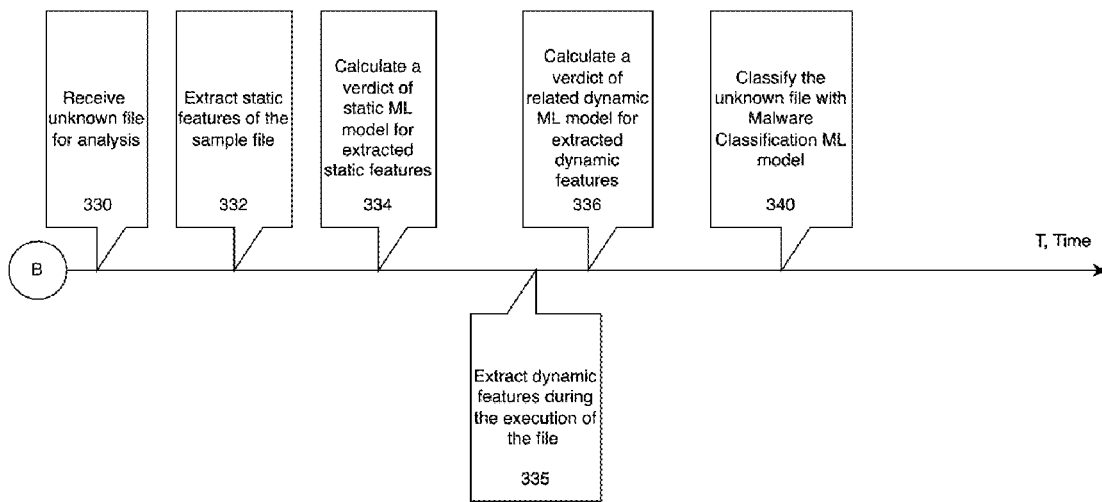 Receive
unknown file
for analysis
330
Extract static
features of the
sample file
332
Calculate a
verdict of
static ML
model for
extracted
static features
334
Calculate a
verdict of
related dynamic
ML model for
extracted
dynamic
features
336
Classify the
unknown file with
Malware
Classification ML
model
340
B
T, Time
Extract dynamic
features during
the execution of
the file
335